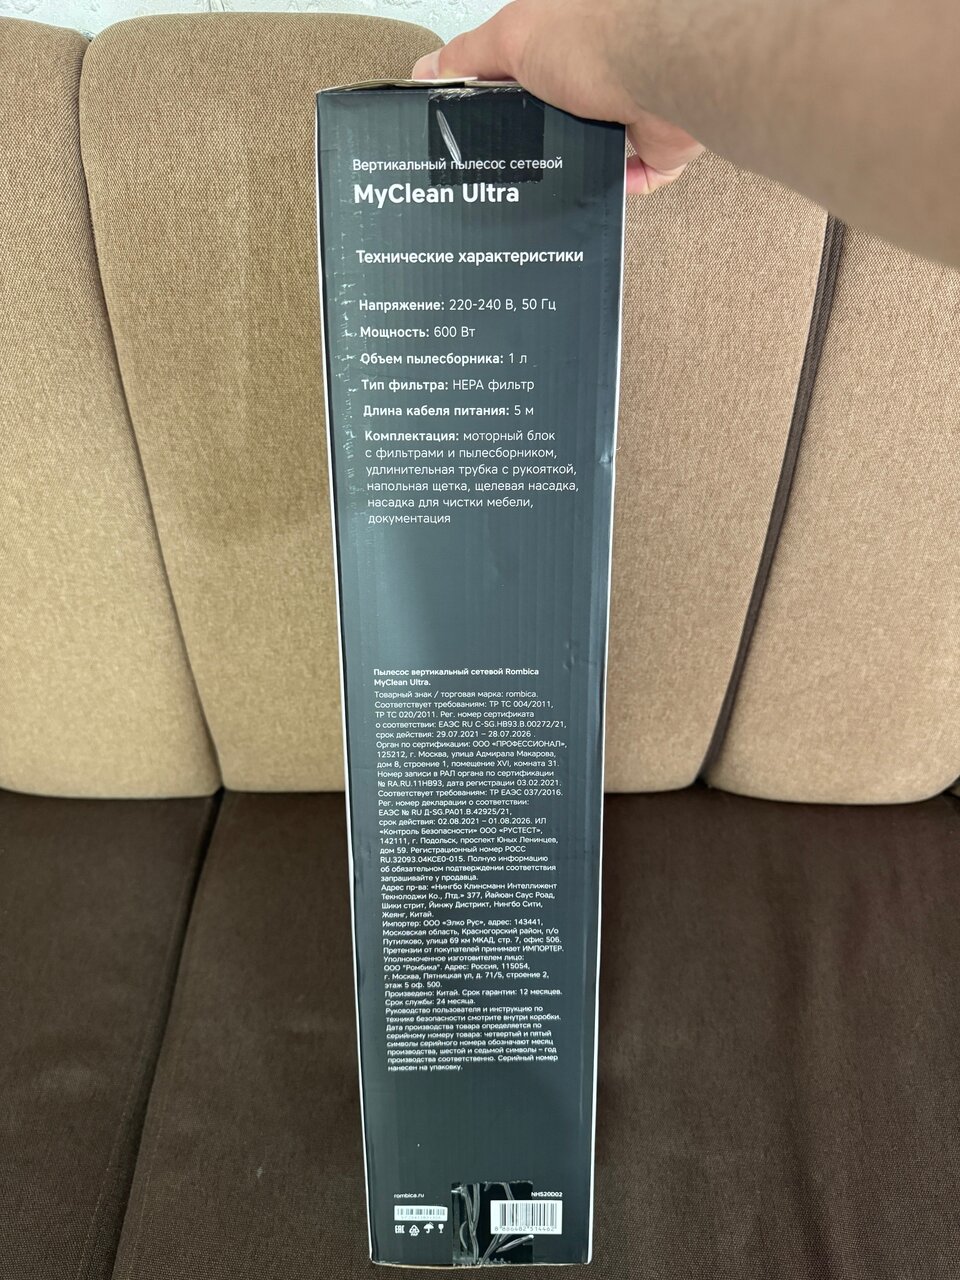 Вертикальный пылесос сетевой
MyClean Ultra
Технические характеристики
Напряжение: 220-240 В, 50 Гц
Мощность: 600 Вт
Объем пылесборника: 1 л
Тип фильтра: HEPA фильтр
Длина кабеля питания: 5 м
Комплектация: моторный блок
с фильтрами и пылесборником,
удлинительная трубка с рукояткой,
напольная щетка, щелевая насадка,
насадка для чистки мебели,
документация
Пылесос вертикальный сетевой Rombica
MyClean Ultra.
Товарный знак / торговая марка: rombica.
Соответствует требованиям: ТР ТС 004/2011,
ТР ТС 020/2011. Рег. номер сертификата
о соответствии: ЕАЭС RU C-SG.HB93.B.00272/21,
срок действия: 29.07.2021 – 28.07.2026 .
Орган по сертификации: ООО «ПРОФЕССИОНАЛ»,
125212, г. Москва, улица Адмирала Макарова,
дом 8, строение 1, помещение XVI, комната 31.
Номер записи в РАЛ органа по сертификации
№ RA.RU.11HB93, дата регистрации 03.02.2021.
Соответствует требованиям: ТР ЕАЭС 037/2016.
Рег. номер декларации о соответствии:
ЕАЭС № RU Д-SG.PA01.B.42925/21,
срок действия: 02.08.2021 – 01.08.2026. ИЛ
«Контроль Безопасности» ООО «РУСТЕСТ»,
142111, г. Подольск, проспект Юных Ленинцев,
дом 59. Регистрационный номер РОСС
RU.32093.04КСЕ0-015. Полную информацию
об обязательном подтверждении соответствия
запрашивайте у продавца.
Адрес пр-ва: «Нингбо Клинсманн Интеллижент
Текнолоджи Ко., Лтд.» 377, Йайюан Саус Роад,
Шики стрит, Йинжу Дистрикт, Нингбо Сити,
Жеянг, Китай.
Импортер: ООО «Элко Рус», адрес: 143441,
Московская область, Красногорский район, п/о
Путилково, улица 69 км МКАД, стр. 7, офис 506.
Претензии от покупателей принимает ИМПОРТЕР.
Уполномоченное изготовителем лицо:
ООО "Ромбика". Адрес: Россия, 115054,
г. Москва, Пятницкая ул, д. 71/5, строение 2,
этаж 5 оф. 500.
Произведено: Китай. Срок гарантии: 12 месяцев.
Срок службы: 24 месяца.
Руководство пользователя и инструкцию по
технике безопасности смотрите внутри коробки.
Дата производства товара определяется по
серийному номеру товара: четвертый и пятый
символы серийного номера обозначают месяц
производства, шестой и седьмой символы – год
производства соответственно. Серийный номер
нанесен на упаковку.
rombica.ru
NHS20D02
EAC
8 886482 514462